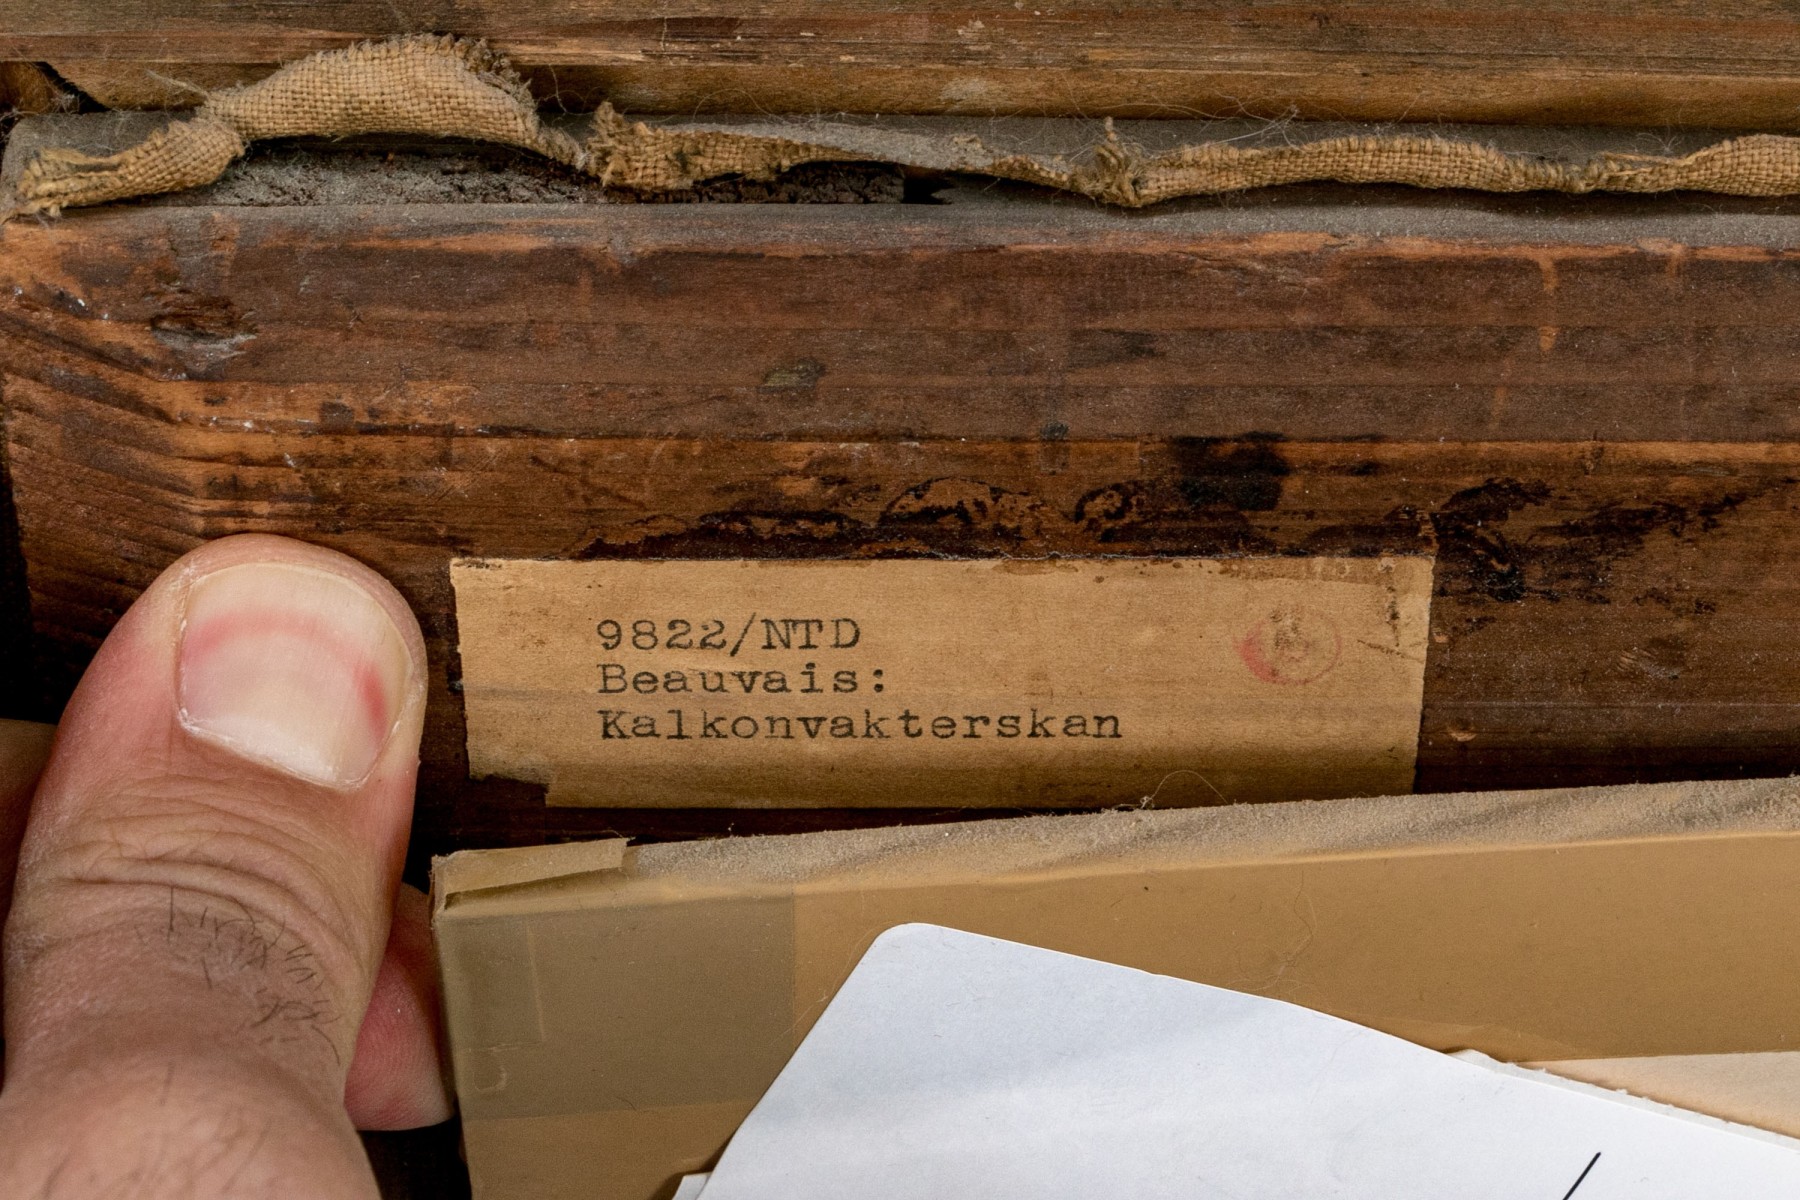 9822/NTD
Beauvais:
Kalkonvakterskan